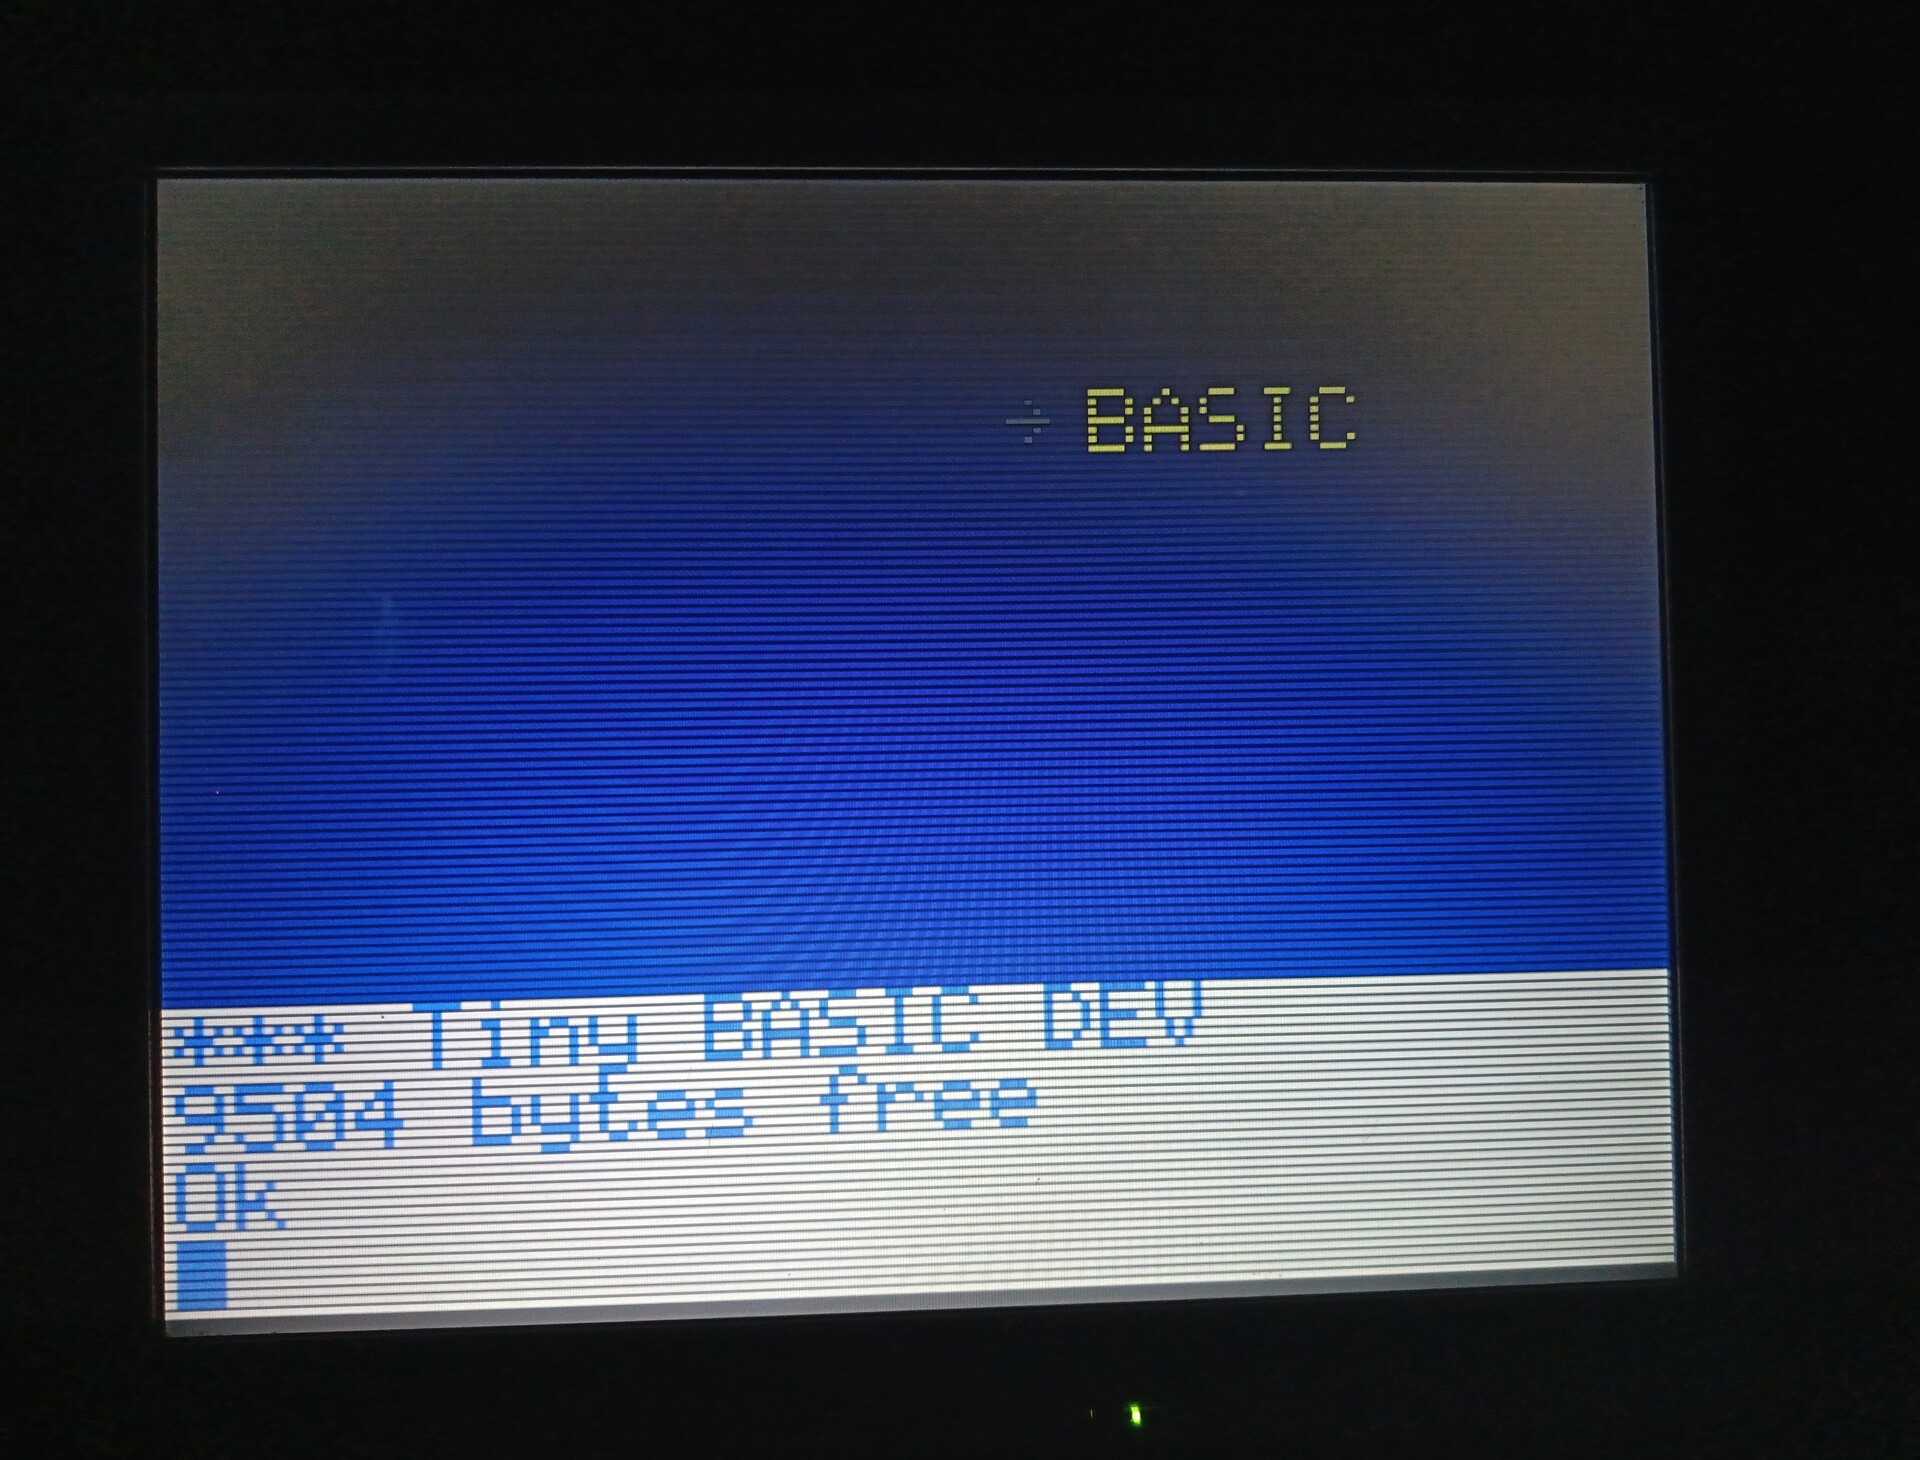 → BASIC
*** Tiny BASIC DEV
9504 bytes free
Ok